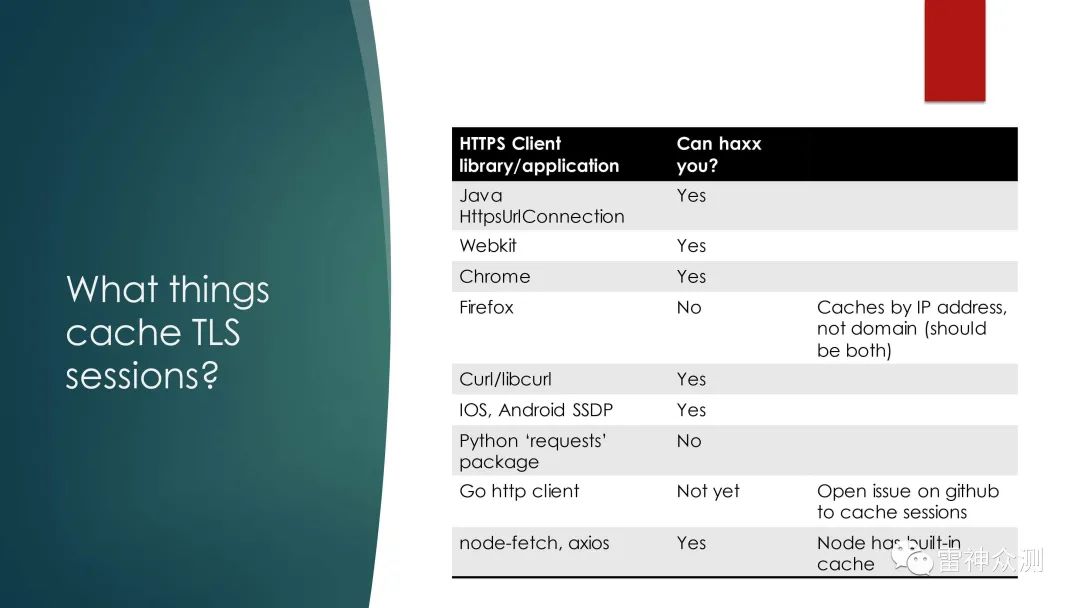 What things
cache TLS
sessions?
HTTPS Client
library/application
Can haxx
you?
Java
HttpsUrlConnection
Yes
Webkit
Yes
Chrome
Yes
Firefox
No
Caches by IP address,
not domain (should
be both)
Curl/libcurl
Yes
IOS, Android SSDP
Yes
Python ‘requests’
package
No
Go http client
Not yet
Open issue on github
to cache sessions
node-fetch, axios
Yes
Node has built-in
cache
雷神众测